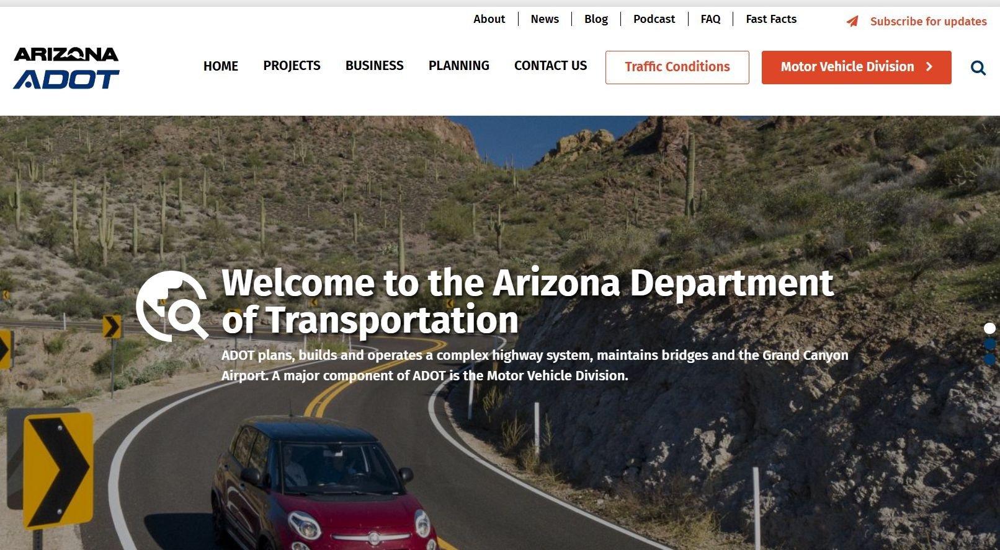 About
News
Blog
Podcast
FAQ
Fast Facts
Subscribe for updates
ARIZONA
ADOT
HOME
PROJECTS
BUSINESS
PLANNING
CONTACT US
Traffic Conditions
Motor Vehicle Division
Welcome to the Arizona Department
of Transportation
ADOT plans, builds and operates a complex highway system, maintains bridges and the Grand Canyon
Airport. A major component of ADOT is the Motor Vehicle Division.